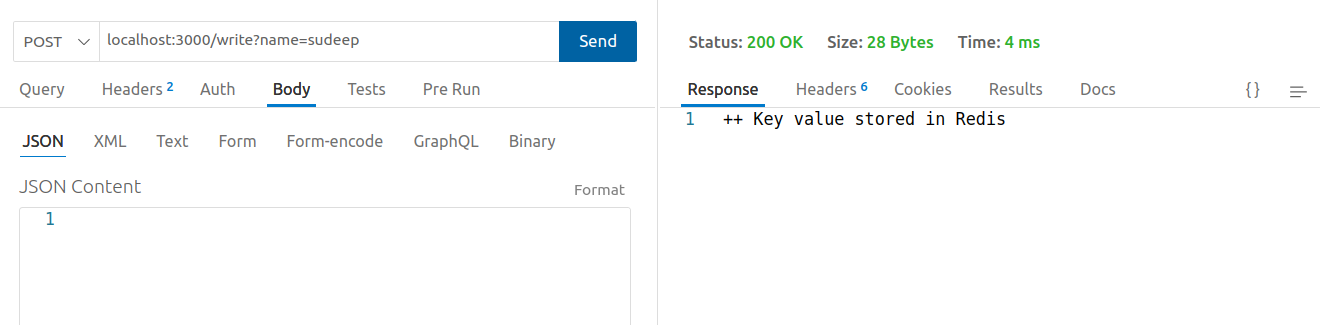 POST localhost:3000/write?name=sudeep Send
Query Headers 2 Auth Body Tests Pre Run
JSON XML Text Form Form-encode GraphQL Binary
JSON Content Format
1
Status: 200 OK Size: 28 Bytes Time: 4 ms
Response Headers 6 Cookies Results Docs {}
1 ++ Key value stored in Redis